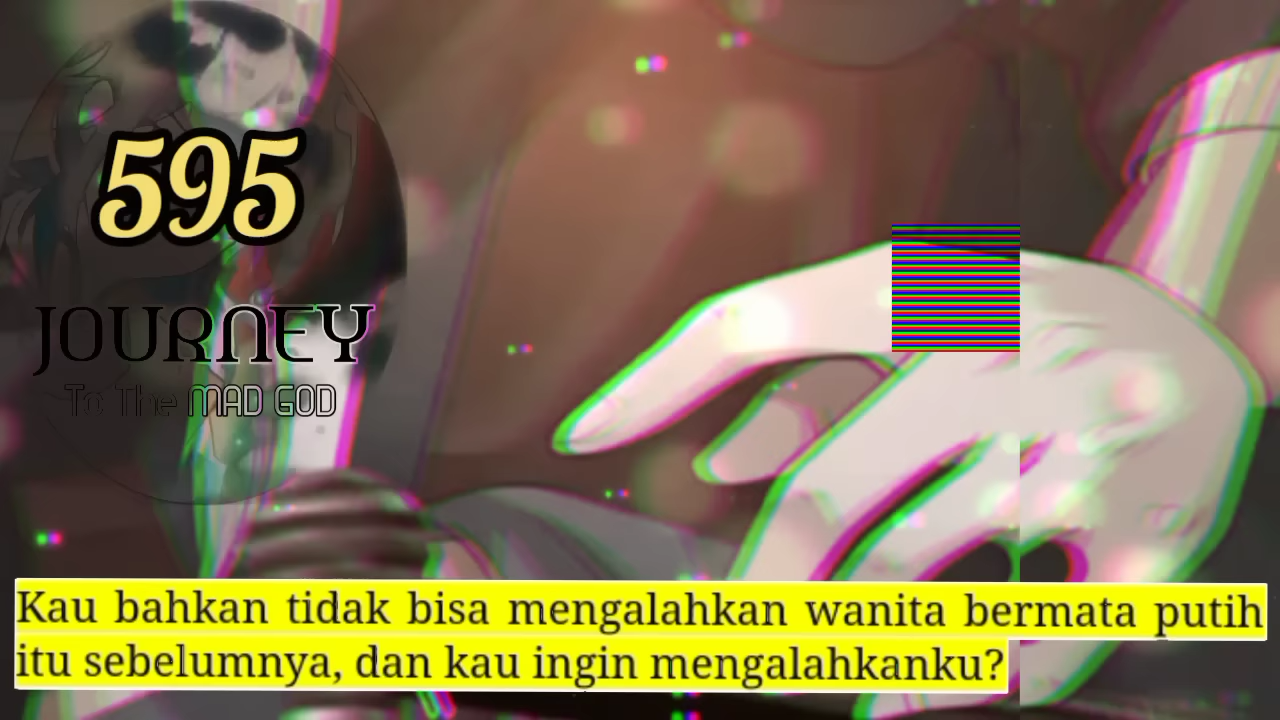 595
JOURNEY
To The MAD GOD
Kau bahkan tidak bisa mengalahkan wanita bermata putih
itu sebelumnya, dan kau ingin mengalahkanku?